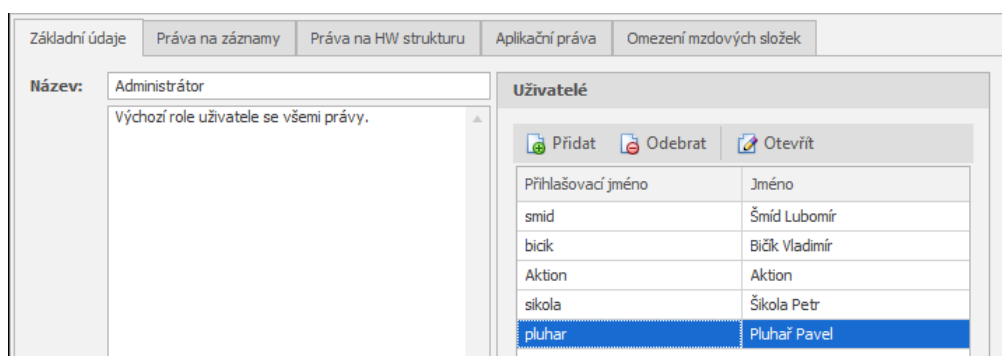 Základní údaje Práva na záznamy Práva na HW strukturu Aplikační práva Omezení mzdových složek
Název: Administrátor
Výchozí role uživatele se všemi právy.
Uživatelé
Přidat Odebrat Otevřít
Přihlašovací jméno Jméno
smid Šmíd Lubomír
bicik Bičík Vladimír
Aktion Aktion
sikola Šikola Petr
pluhar Pluhař Pavel